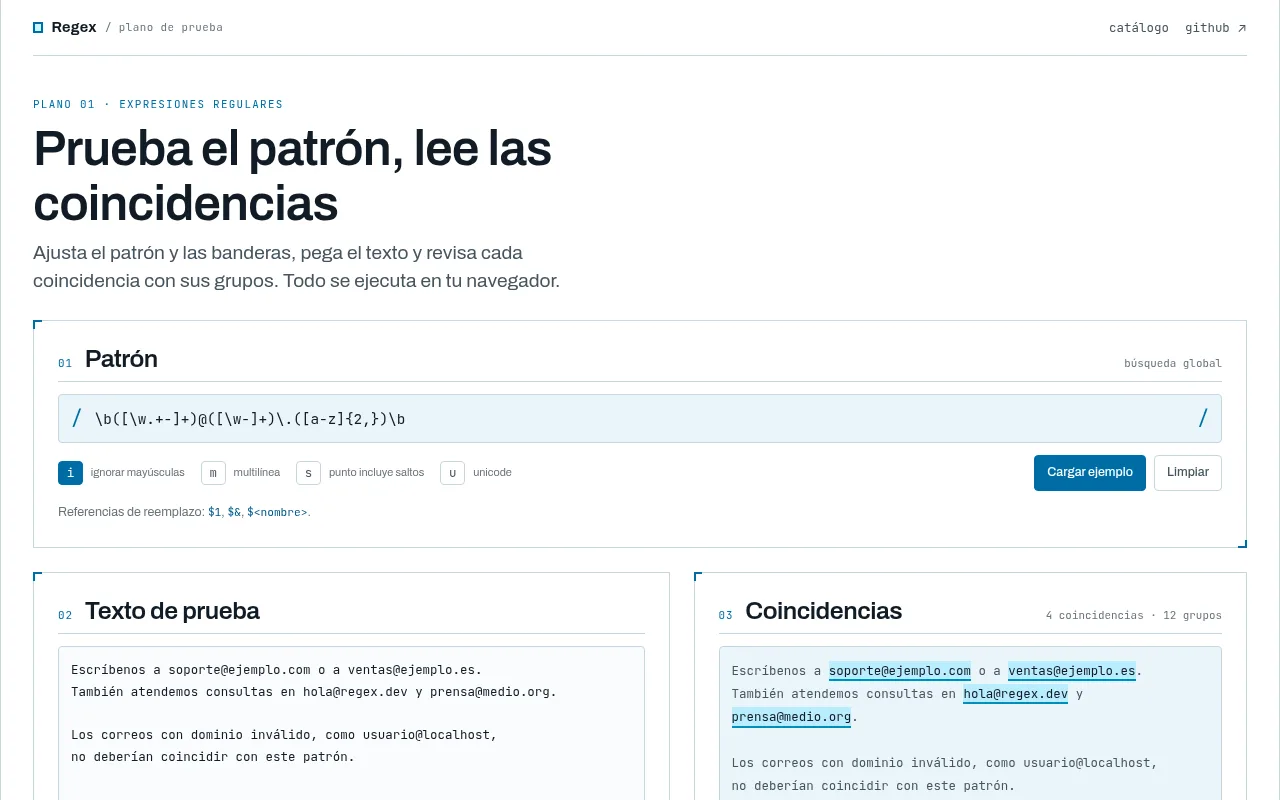 Regex / plano de prueba
catálogo github ↗
PLANO 01 · EXPRESIONES REGULARES
Prueba el patrón, lee las
coincidencias
Ajusta el patrón y las banderas, pega el texto y revisa cada
coincidencia con sus grupos. Todo se ejecuta en tu navegador.
01 Patrón
búsqueda global
/ \b([\w.+-]+)@([\w-]+)\.([a-z]{2,})\b /
i ignorar mayúsculas m multilínea s punto incluye saltos u unicode
Cargar ejemplo Limpiar
Referencias de reemplazo: $1, $&, $<nombre>.
02 Texto de prueba
Escríbenos a soporte@ejemplo.com o a ventas@ejemplo.es.
También atendemos consultas en hola@regex.dev y prensa@medio.org.
Los correos con dominio inválido, como usuario@localhost,
no deberían coincidir con este patrón.
03 Coincidencias
4 coincidencias · 12 grupos
Escríbenos a soporte@ejemplo.com o a ventas@ejemplo.es.
También atendemos consultas en hola@regex.dev y
prensa@medio.org.
Los correos con dominio inválido, como usuario@localhost,
no deberían coincidir con este patrón.